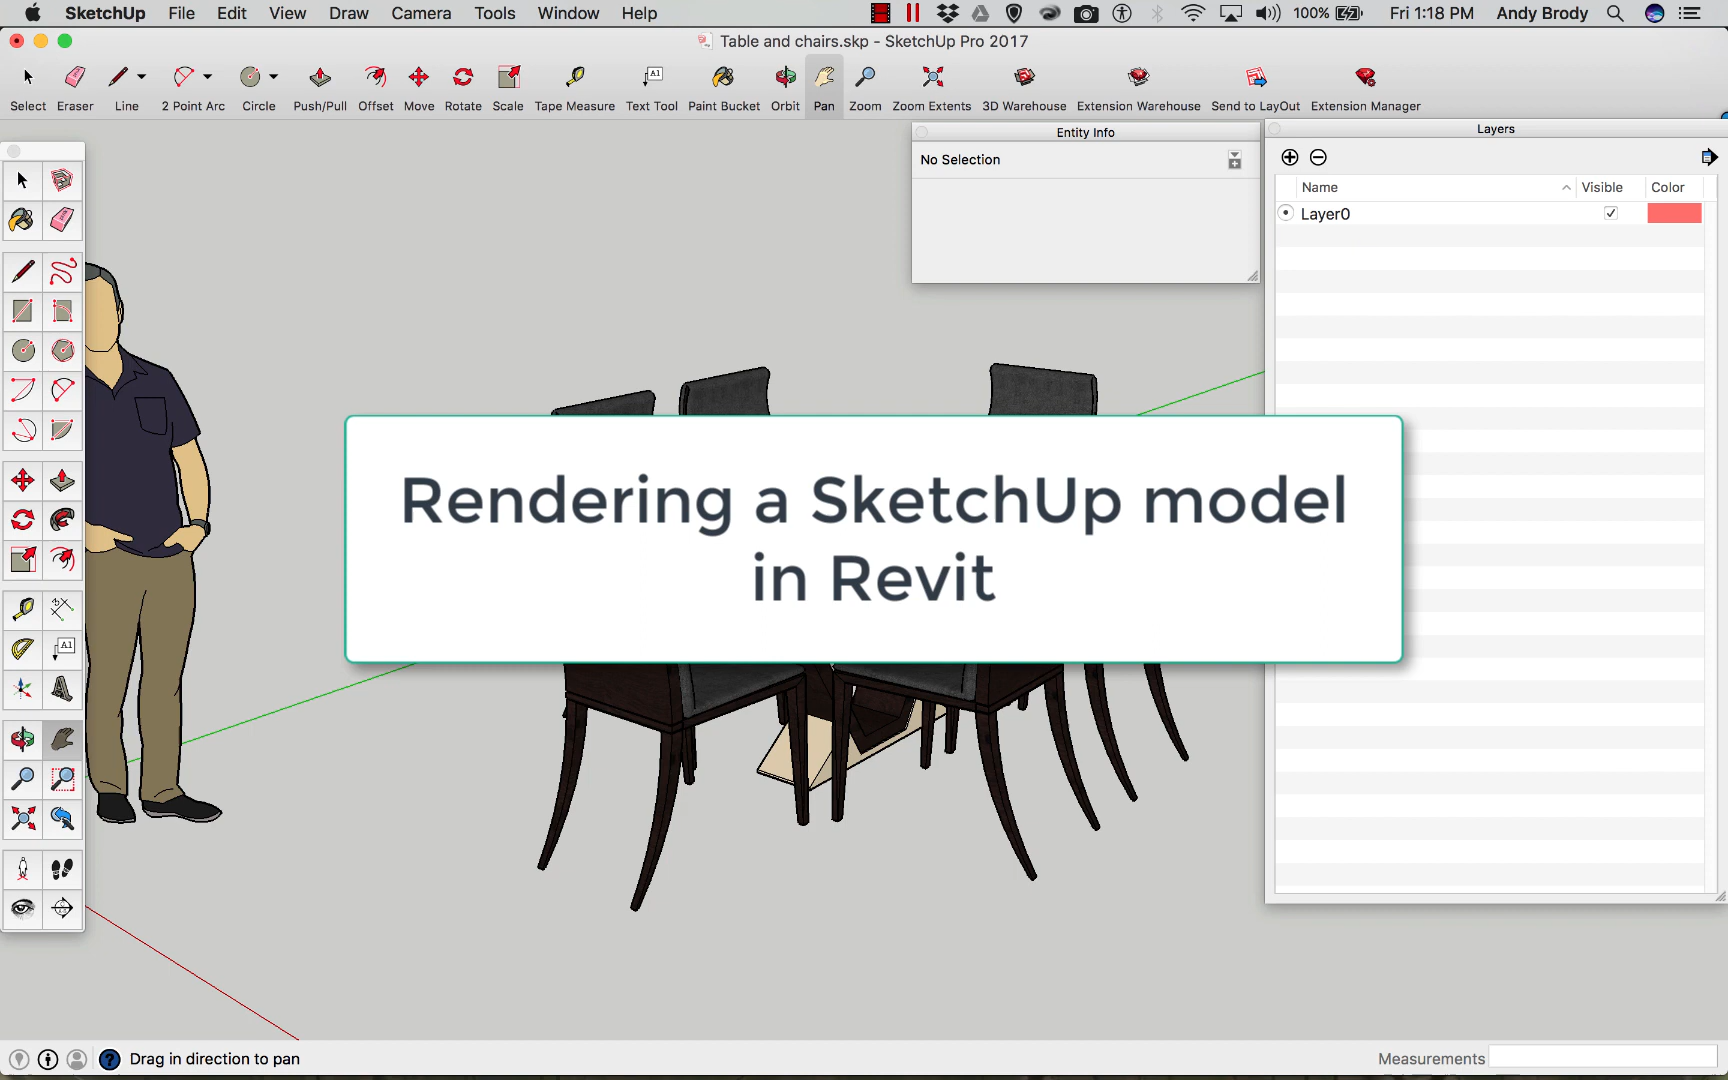 SketchUp File Edit View Draw Camera Tools Window Help 100% Fri 1:18 PM Andy Brody
Table and chairs.skp - SketchUp Pro 2017
A1
Select Eraser Line 2 Point Arc Circle Push/Pull Offset Move Rotate Scale Tape Measure Text Tool Paint Bucket Orbit Pan Zoom Zoom Extents 3D Warehouse Extension Warehouse Send to LayOut Extension Manager
Entity Info
No Selection
Layers
Name Visible Color
Layer0
Rendering a SketchUp model
in Revit
A1
Drag in direction to pan
Measurements